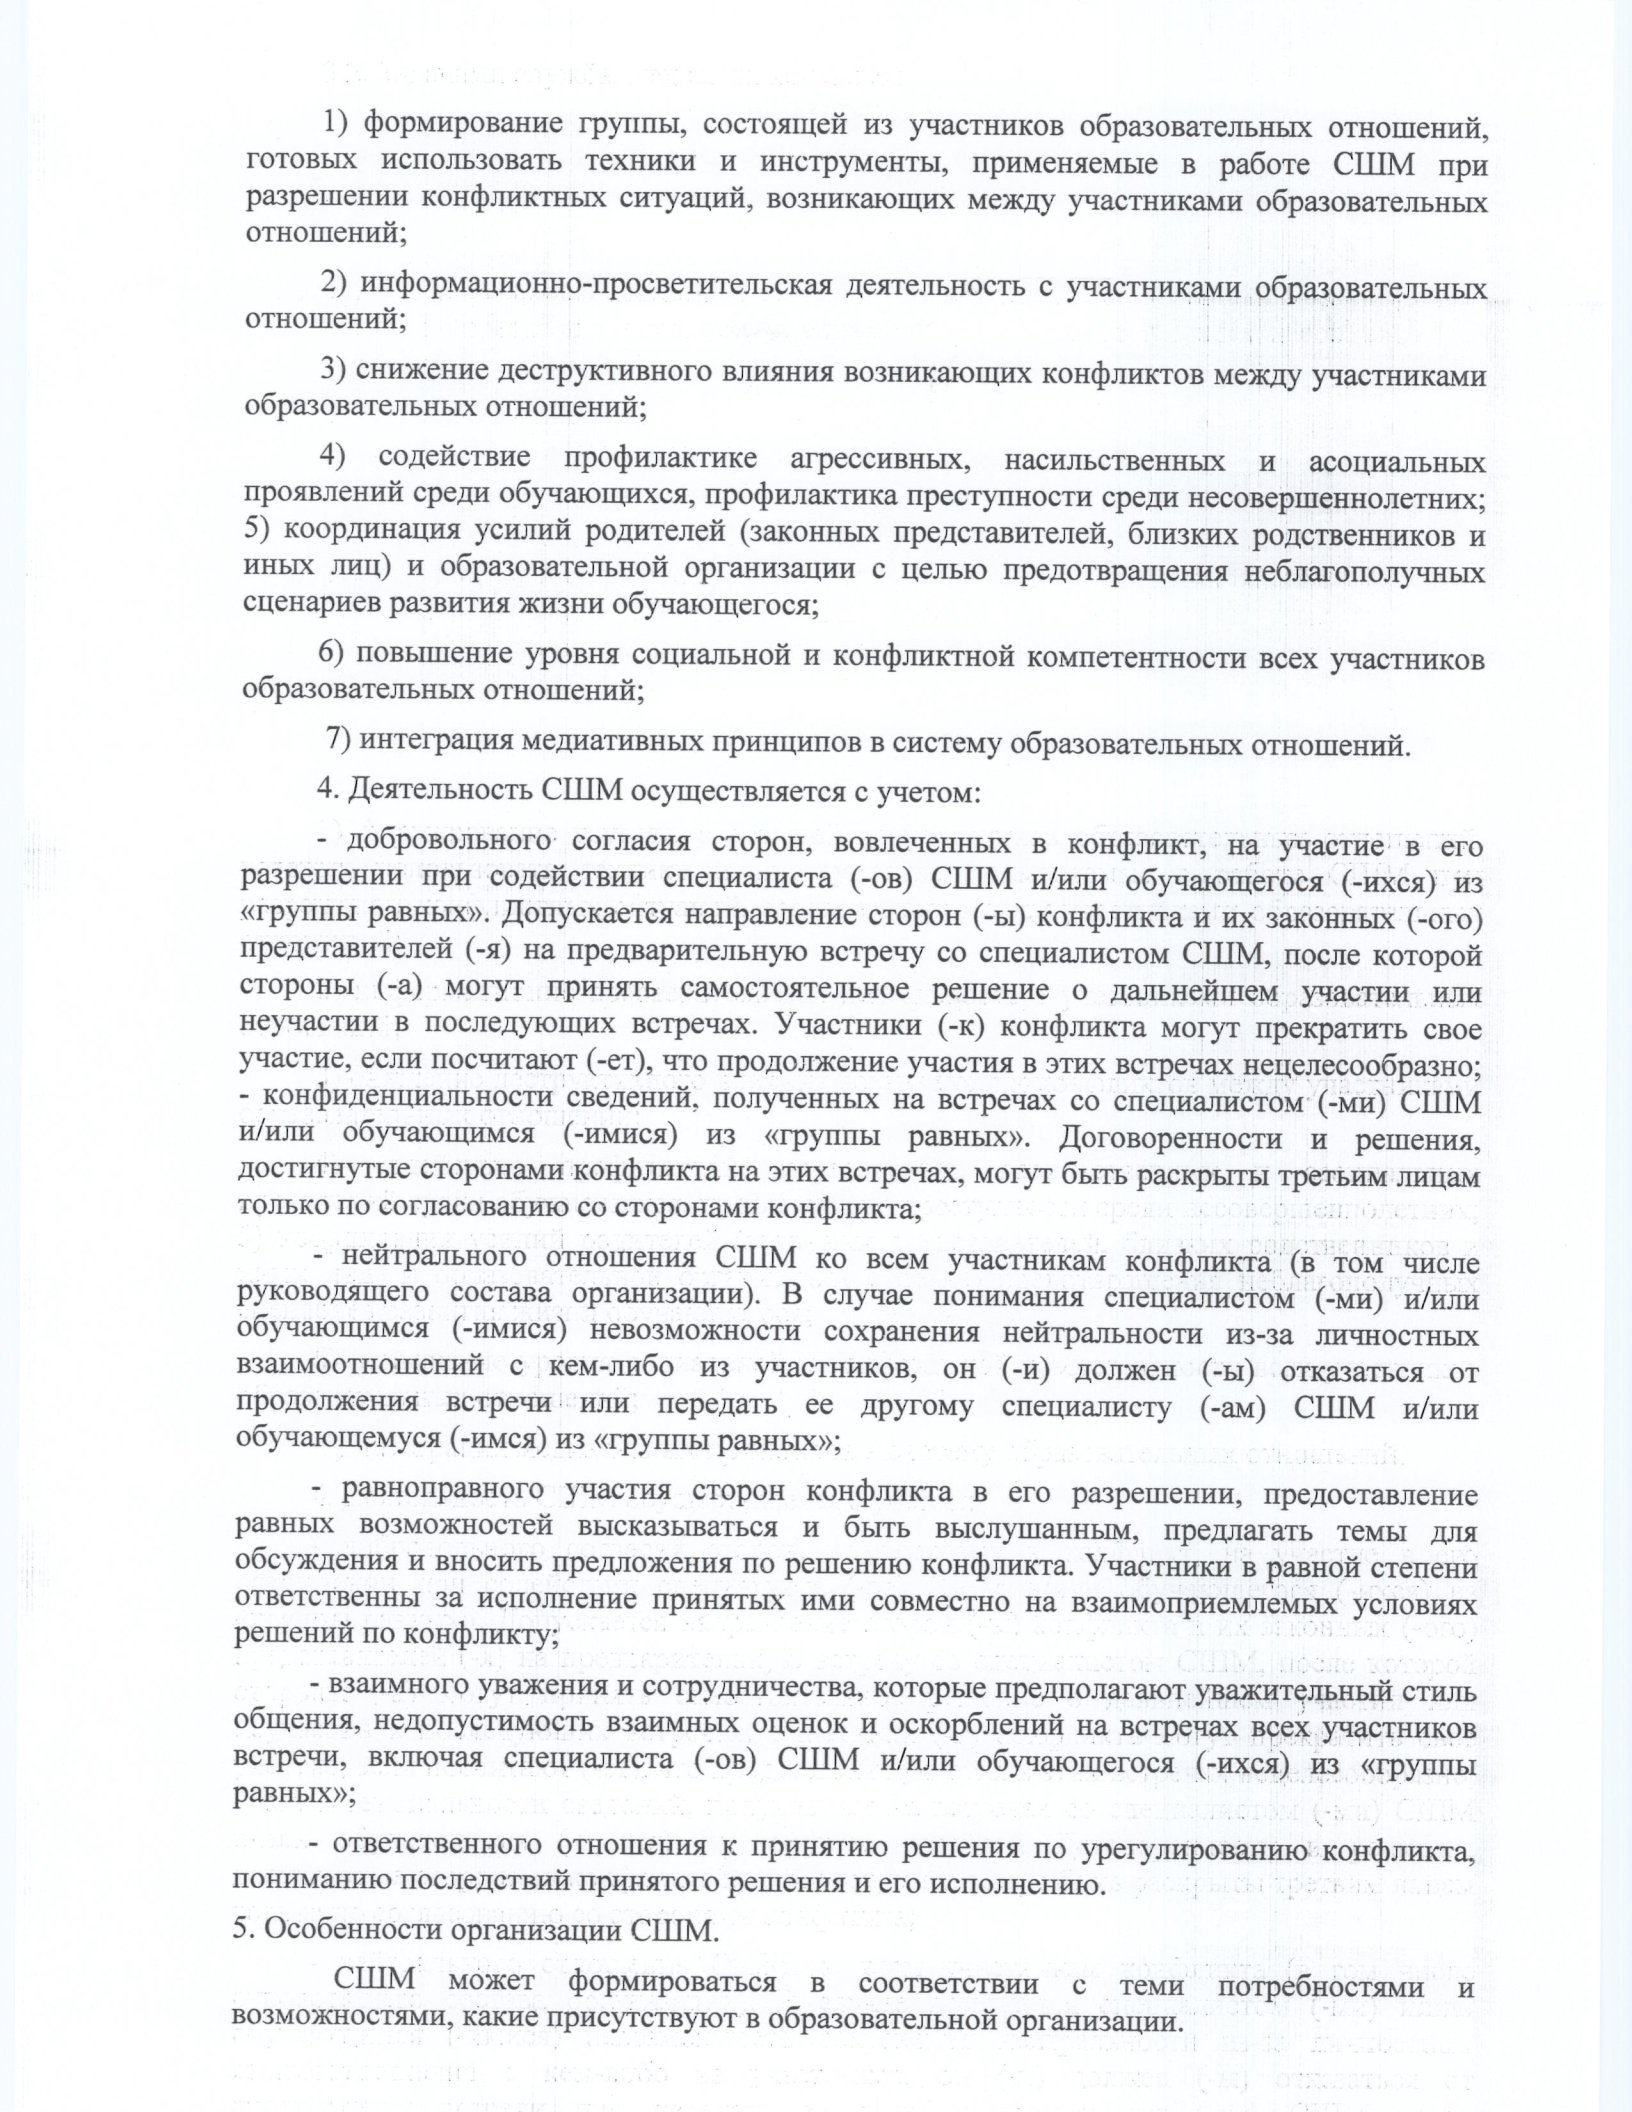 1) формирование группы, состоящей из участников образовательных отношений,
готовых использовать техники и инструменты, применяемые в работе СШМ при
разрешении конфликтных ситуаций, возникающих между участниками образовательных
отношений;
2) информационно-просветительская деятельность с участниками образовательных
отношений;
3) снижение деструктивного влияния возникающих конфликтов между участниками
образовательных отношений;
4) содействие профилактике агрессивных, насильственных и асоциальных
проявлений среди обучающихся, профилактика преступности среди несовершеннолетних;
5) координация усилий родителей (законных представителей, близких родственников и
иных лиц) и образовательной организации с целью предотвращения неблагополучных
сценариев развития жизни обучающегося;
6) повышение уровня социальной и конфликтной компетентности всех участников
образовательных отношений;
7) интеграция медиативных принципов в систему образовательных отношений.
4. Деятельность СШМ осуществляется с учетом:
- добровольного согласия сторон, вовлеченных в конфликт, на участие в его
разрешении при содействии специалиста (-ов) СШМ и/или обучающегося (-ихся) из
«группы равных». Допускается направление сторон (-ы) конфликта и их законных (-ого)
представителей (-я) на предварительную встречу со специалистом СШМ, после которой
стороны (-а) могут принять самостоятельное решение о дальнейшем участии или
неучастии в последующих встречах. Участники (-к) конфликта могут прекратить свое
участие, если посчитают (-ет), что продолжение участия в этих встречах нецелесообразно;
- конфиденциальности сведений, полученных на встречах со специалистом (-ми) СШМ
и/или обучающимся (-имися) из «группы равных». Договоренности и решения,
достигнутые сторонами конфликта на этих встречах, могут быть раскрыты третьим лицам
только по согласованию со сторонами конфликта;
- нейтрального отношения СШМ ко всем участникам конфликта (в том числе
руководящего состава организации). В случае понимания специалистом (-ми) и/или
обучающимся (-имися) невозможности сохранения нейтральности из-за личностных
взаимоотношений с кем-либо из участников, он (-и) должен (-ы) отказаться от
продолжения встречи или передать ее другому специалисту (-ам) СШМ и/или
обучающемуся (-имся) из «группы равных»;
- равноправного участия сторон конфликта в его разрешении, предоставление
равных возможностей высказываться и быть выслушанным, предлагать темы для
обсуждения и вносить предложения по решению конфликта. Участники в равной степени
ответственны за исполнение принятых ими совместно на взаимоприемлемых условиях
решений по конфликту;
- взаимного уважения и сотрудничества, которые предполагают уважительный стиль
общения, недопустимость взаимных оценок и оскорблений на встречах всех участников
встречи, включая специалиста (-ов) СШМ и/или обучающегося (-ихся) из «группы
равных»;
- ответственного отношения к принятию решения по урегулированию конфликта,
пониманию последствий принятого решения и его исполнению.
5. Особенности организации СШМ.
СШМ может формироваться в соответствии с теми потребностями и
возможностями, какие присутствуют в образовательной организации.